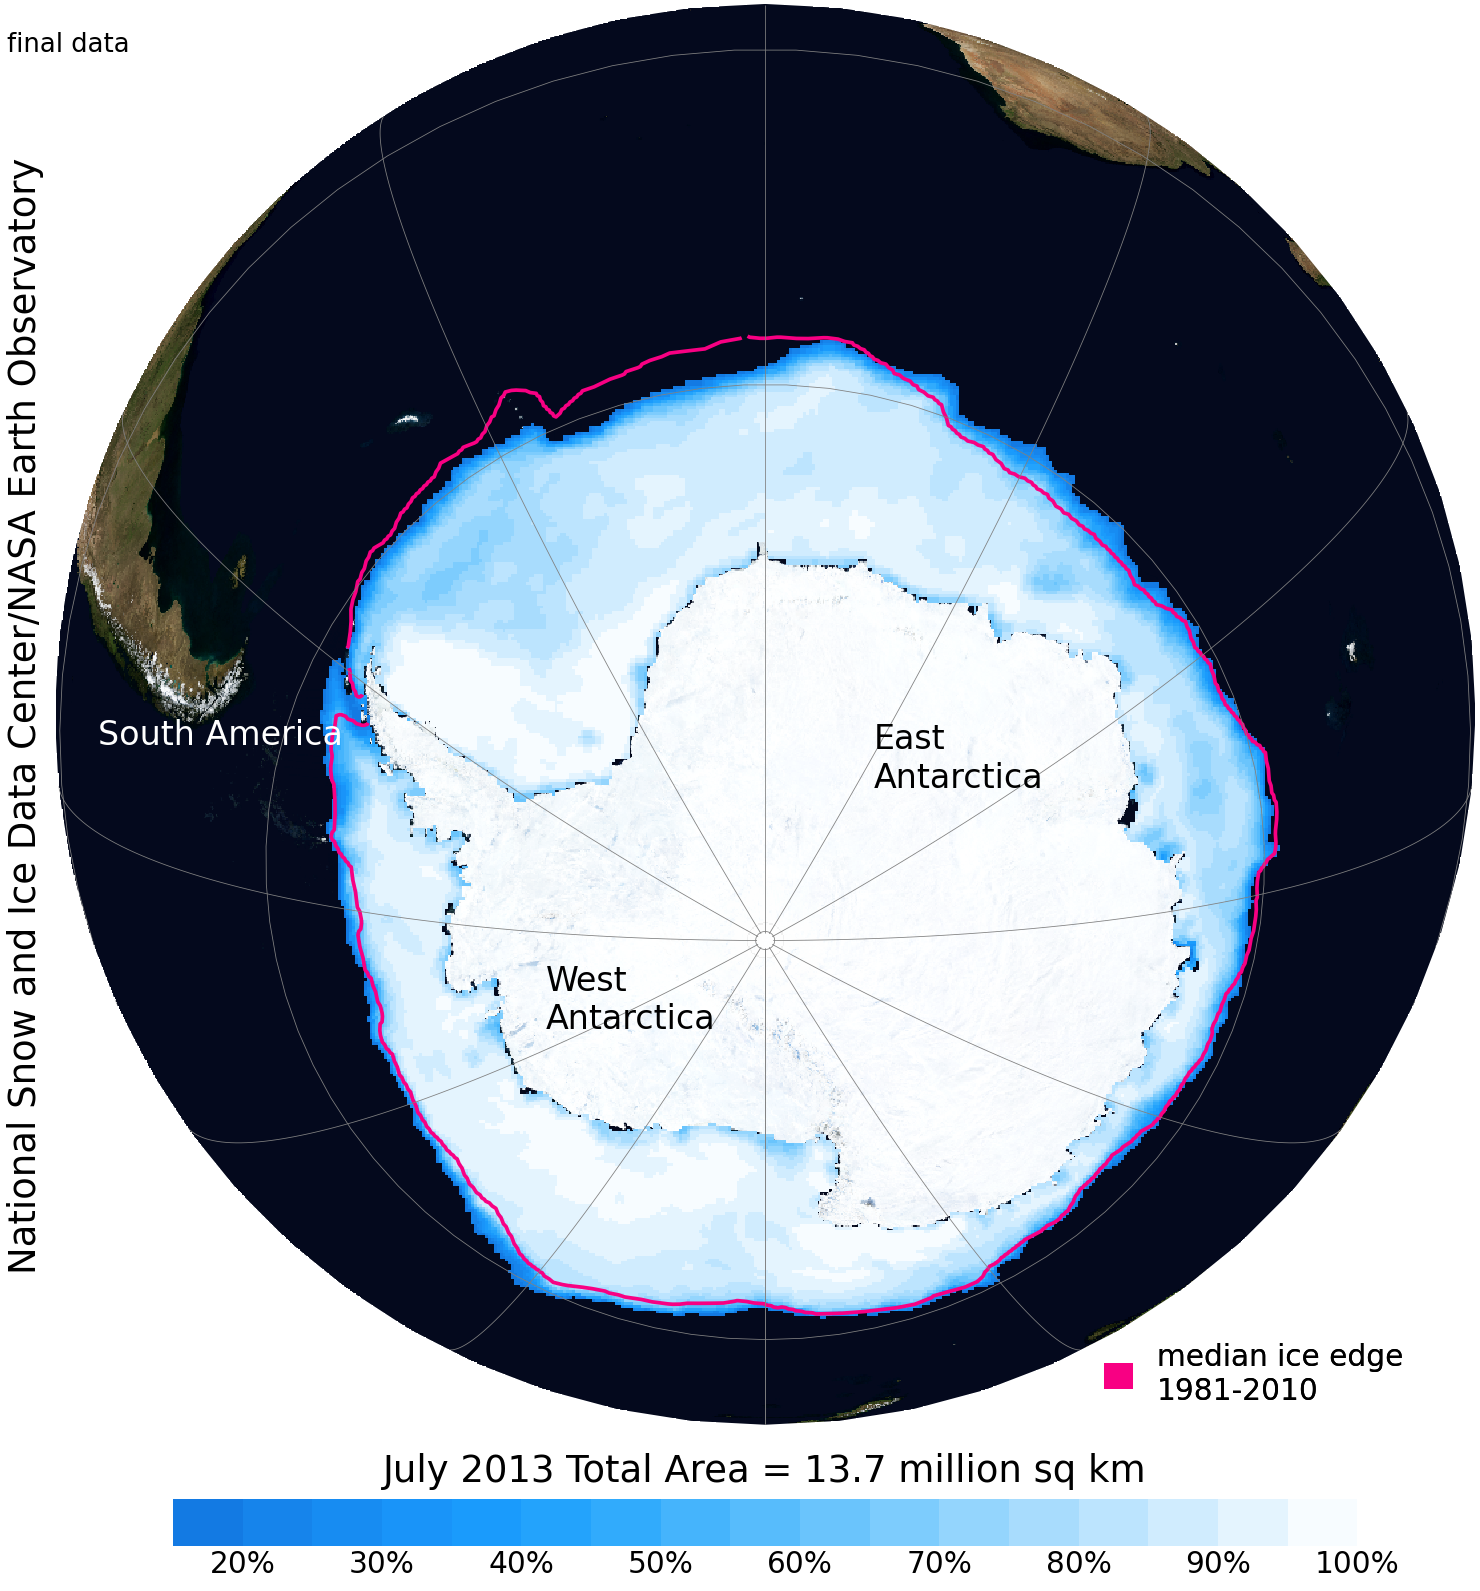 final data
National Snow and Ice Data Center/NASA Earth Observatory
South America
East
Antarctica
West
Antarctica
median ice edge
1981-2010
July 2013 Total Area = 13.7 million sq km
20% 30% 40% 50% 60% 70% 80% 90% 100%